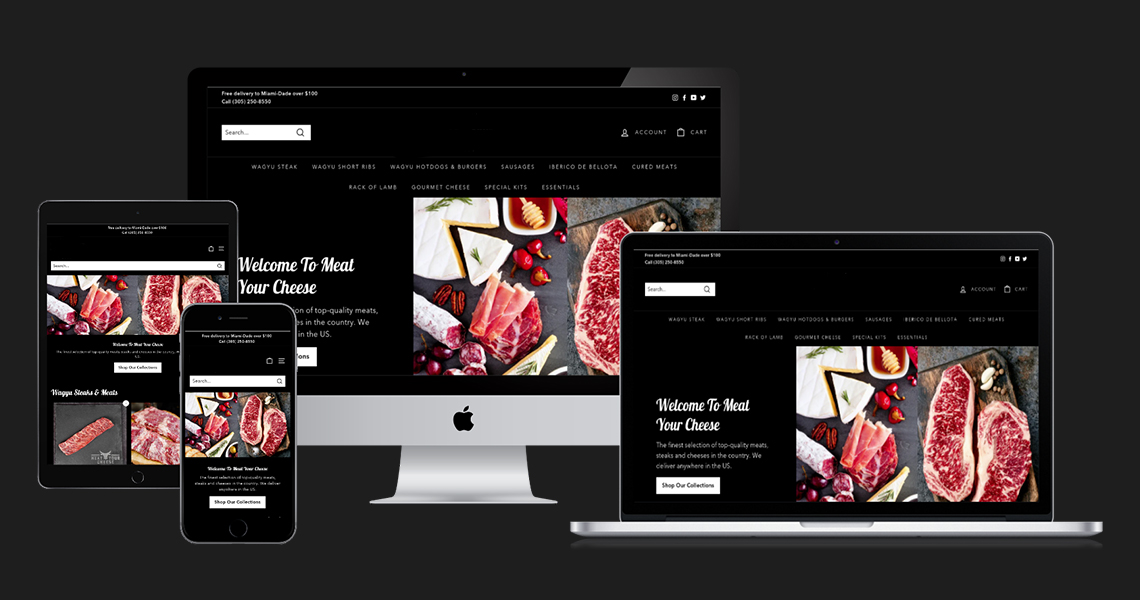 Free delivery to Miami-Dade over $100
Call (305) 250-8550
Search...
ACCOUNT
CART
WAGYU STEAK WAGYU SHORT RIBS WAGYU HOTDOGS & BURGERS SAUSAGES IBERICO DE BELLOTA CURED MEATS
RACK OF LAMB GOURMET CHEESE SPECIAL KITS ESSENTIALS
Welcome To Meat
Your Cheese
on of top-quality meats,
es in the country. We
in the US.
ons
Free delivery to Miami-Dade over $100
Call (305) 250-8550
Search...
Welcome To Meat Your Cheese
The finest selection of top-quality meats, steaks and cheeses in the country. We
Shop Our Collections
Wagyu Steaks & Meats
MEAT YOUR
CHEESE
Free delivery to Miami-Dade over $100
Call (305) 250-8550
Search...
Welcome To Meat Your Cheese
The finest selection of top-quality meats,
steaks and cheeses in the country. We deliver
anywhere in the US.
Shop Our Collections
Free delivery to Miami-Dade over $100
Call (305) 250-8550
Search...
ACCOUNT
CART
WAGYU STEAK WAGYU SHORT RIBS WAGYU HOTDOGS & BURGERS SAUSAGES IBERICO DE BELLOTA CURED MEATS
RACK OF LAMB GOURMET CHEESE SPECIAL KITS ESSENTIALS
Welcome To Meat
Your Cheese
The finest selection of top-quality meats,
steaks and cheeses in the country. We
deliver anywhere in the US.
Shop Our Collections